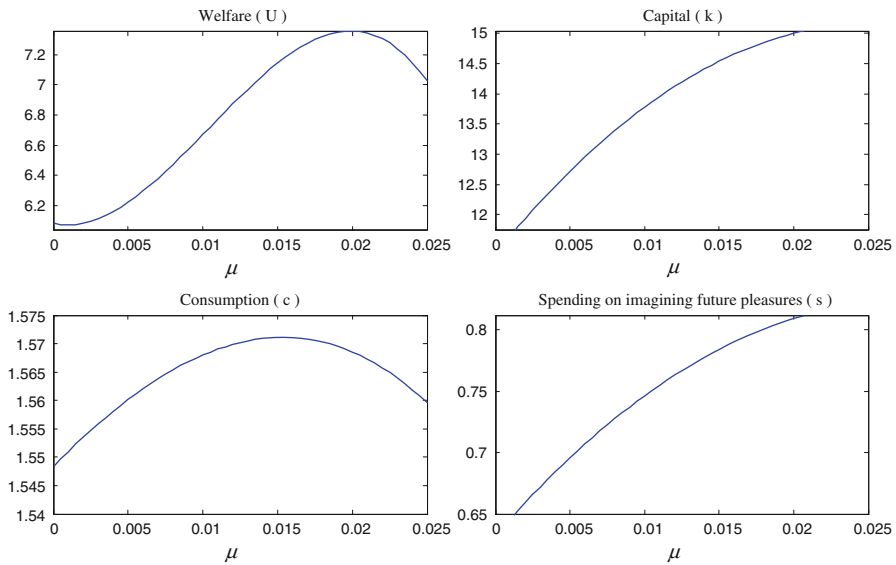 Welfare ( U )
7.2
7
6.8
6.6
6.4
6.2
0 0.005 0.01 0.015 0.02 0.025
μ
Capital ( k )
15
14.5
14
13.5
13
12.5
12
0.005 0.01 0.015 0.02 0.025
μ
Consumption ( c )
1.575
1.57
1.565
1.56
1.555
1.55
1.545
1.54
0 0.005 0.01 0.015 0.02 0.025
μ
Spending on imagining future pleasures ( s )
0.8
0.75
0.7
0.65
0.005 0.01 0.015 0.02 0.025
μ